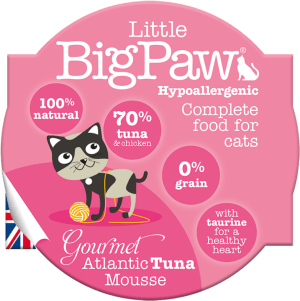 Little
BigPaw®
Hypoallergenic
Complete
food for
cats
100%
natural
70%
tuna
& chicken
0%
grain
with
taurine
for a
healthy
heart
Gourmet
Atlantic Tuna
Mousse